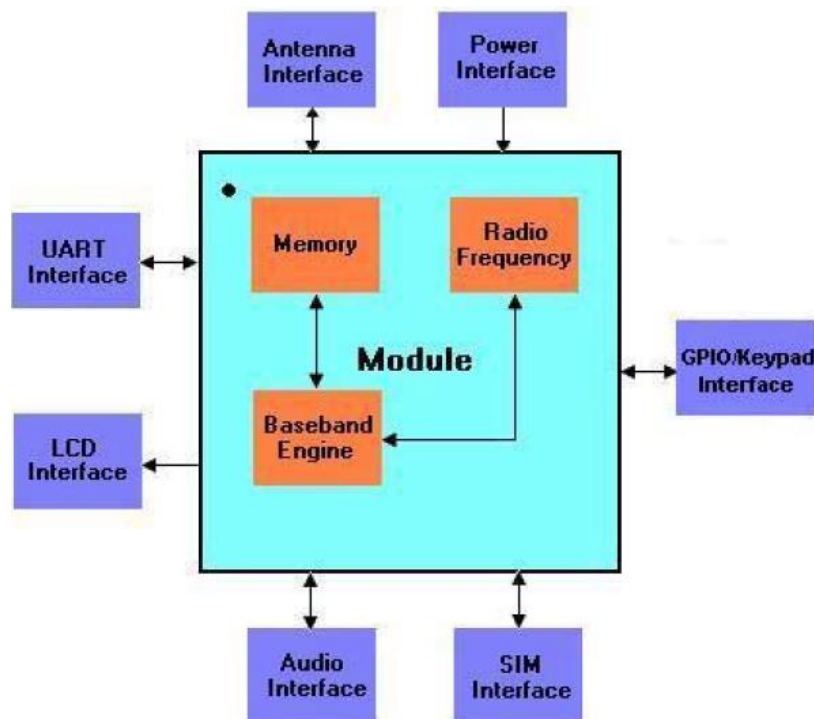 Antenna
Interface
Power
Interface
UART
Interface
Memory
Radio
Frequency
Module
GPIO/Keypad
Interface
LCD
Interface
Baseband
Engine
Audio
Interface
SIM
Interface